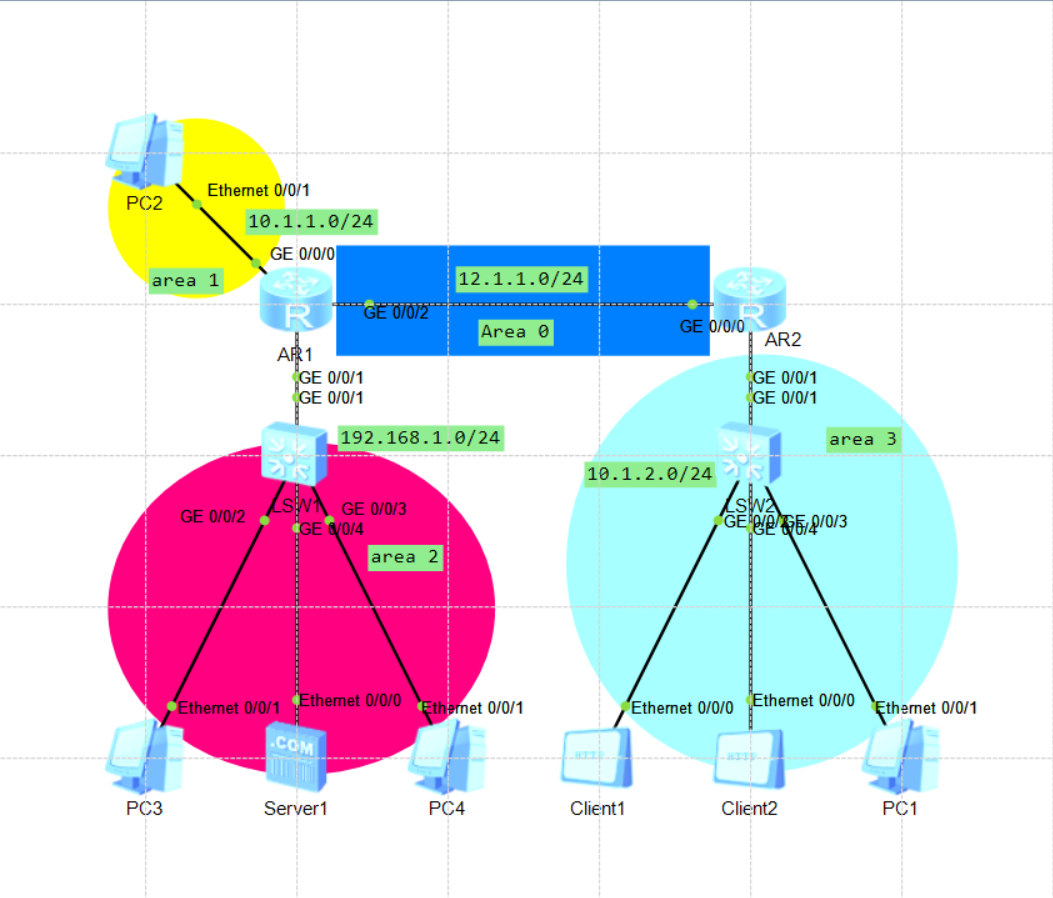 Ethernet 0/0/1
PC2
10.1.1.0/24
GE 0/0/0
area 1
12.1.1.0/24
R
R
GE 0/0/2
GE 0/0/0
Area 0
AR1
AR2
GE 0/0/1
GE 0/0/1
GE 0/0/1
GE 0/0/1
192.168.1.0/24
area 3
10.1.2.0/24
LSW1
LSW2
GE 0/0/2
GE 0/0/3
GE 0/0/4
GE 0/0/3
GE 0/0/4
area 2
Ethernet 0/0/1
Ethernet 0/0/0
Ethernet 0/0/1
Ethernet 0/0/0
Ethernet 0/0/0
Ethernet 0/0/1
.COM
HTTP
HTTP
PC3
Server1
PC4
Client1
Client2
PC1